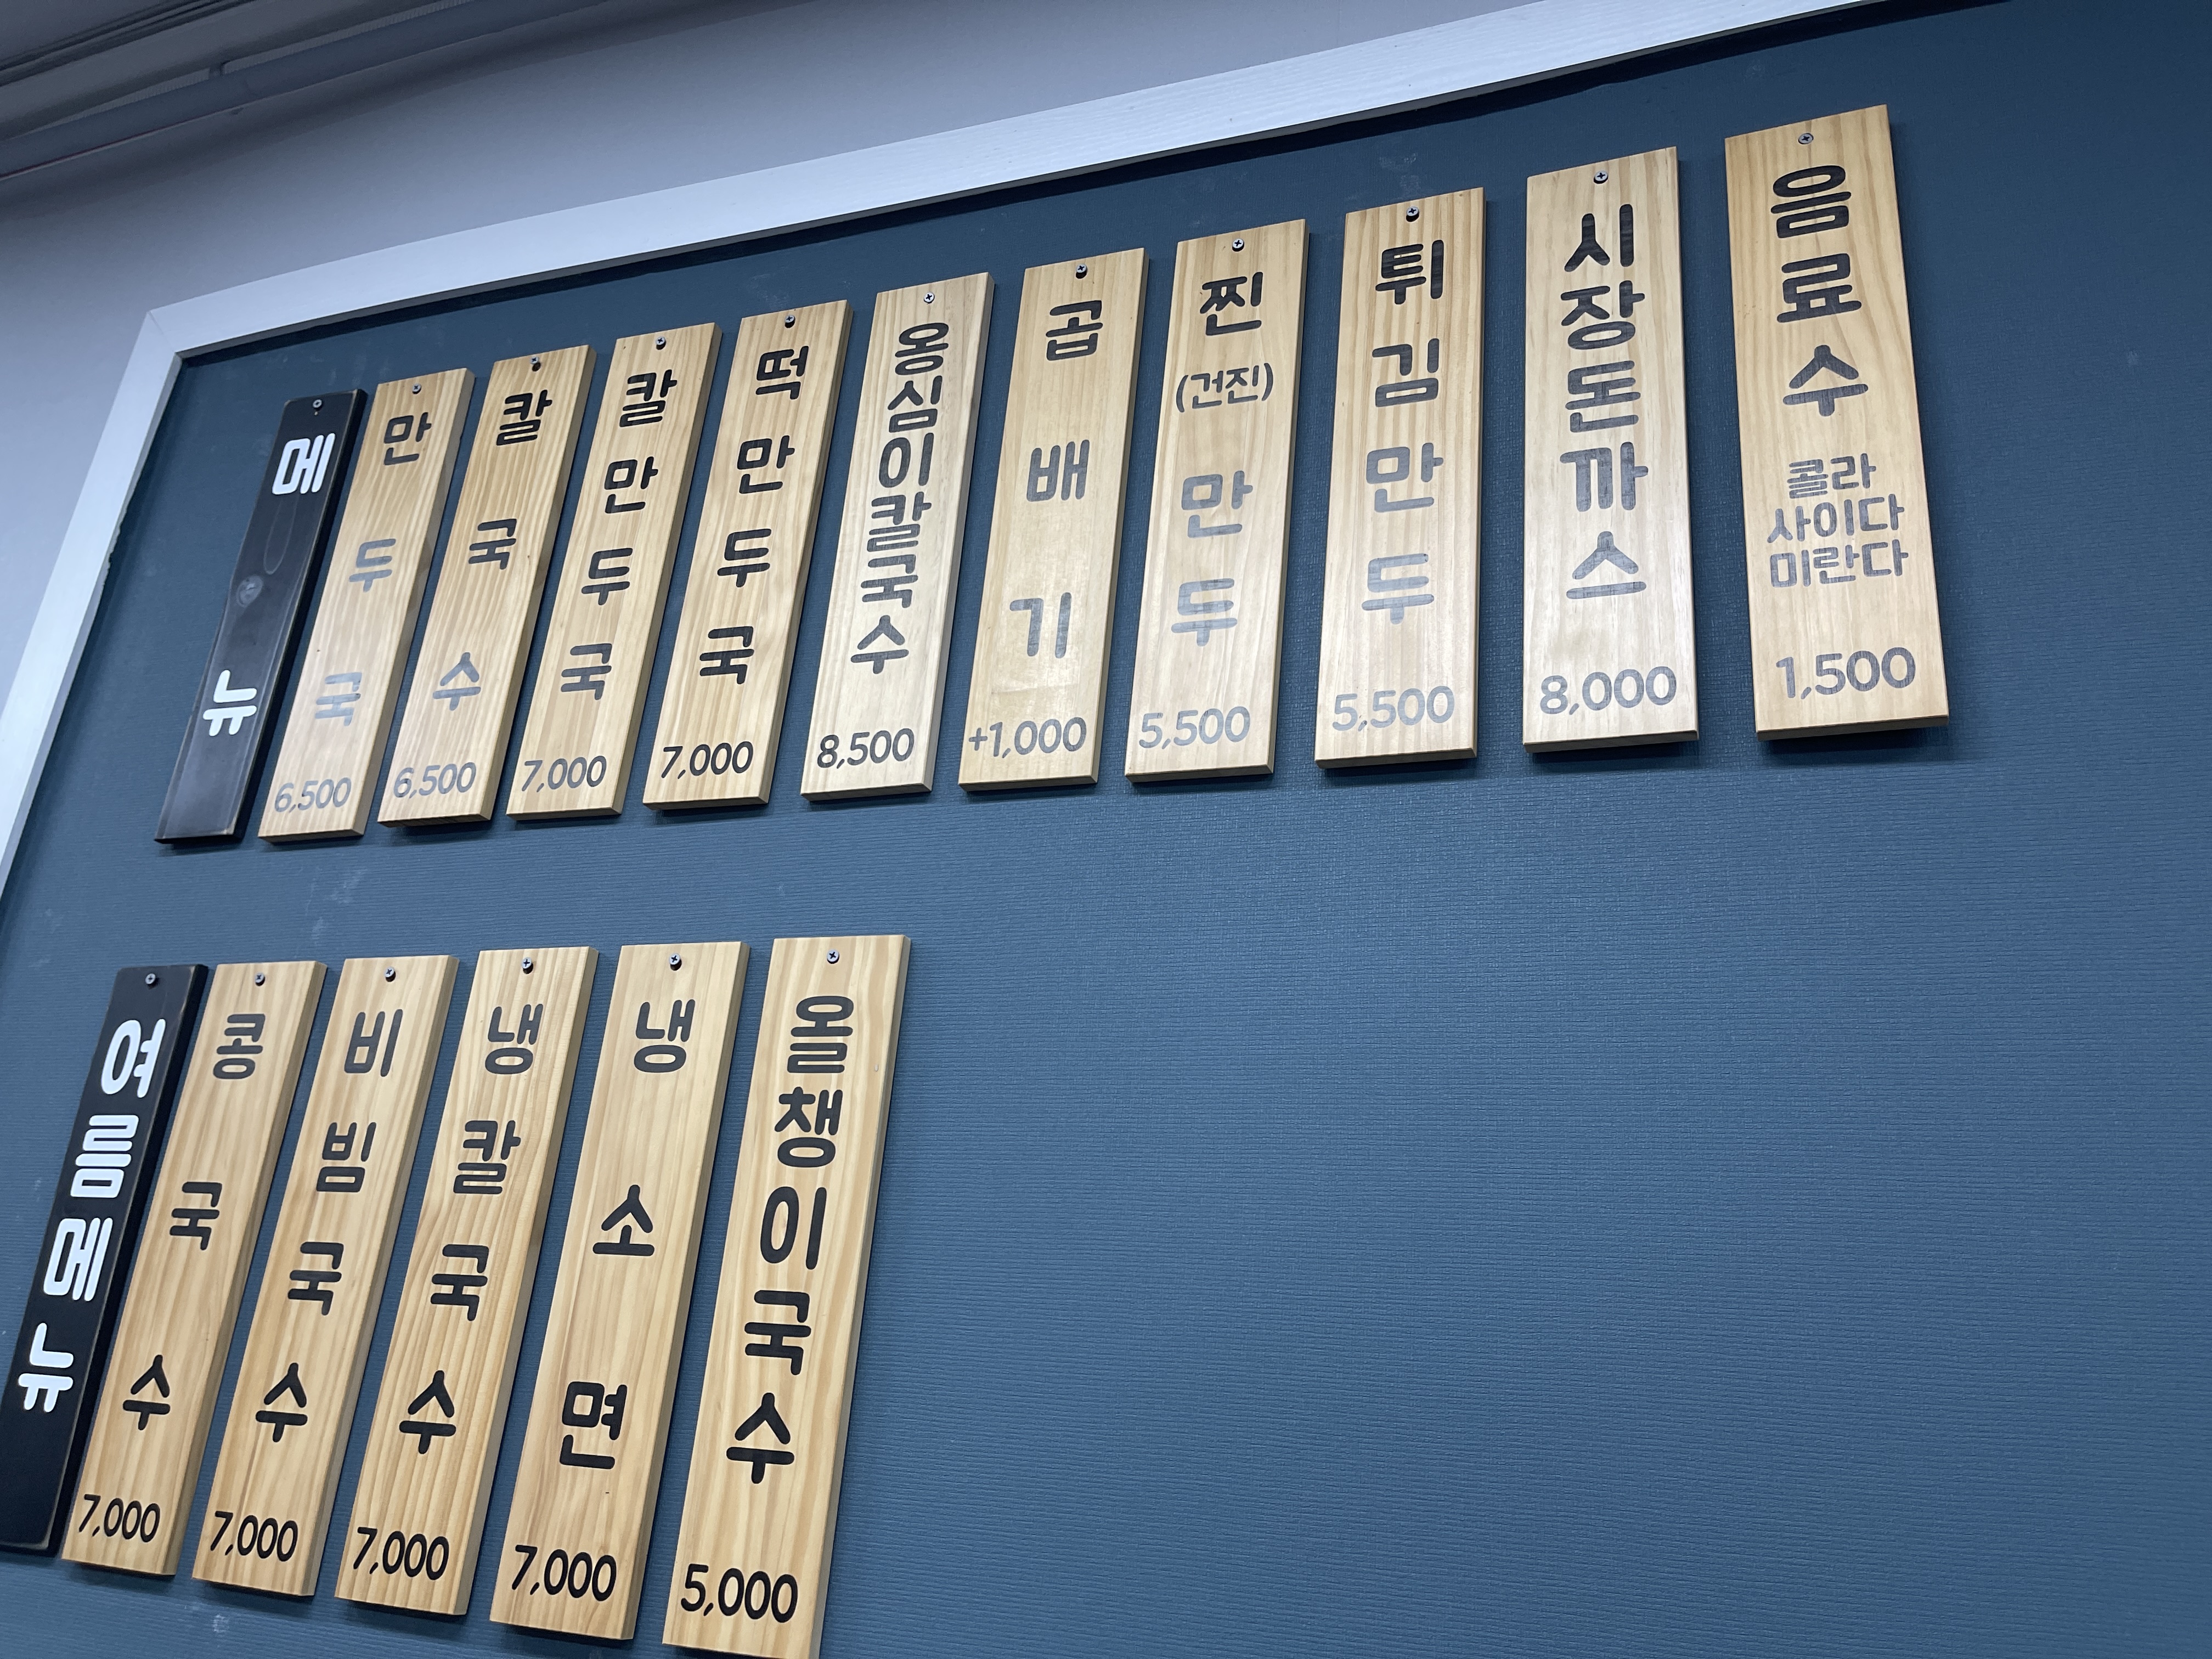 메뉴
만두국
6,500
칼국수
6,500
칼만두국
7,000
떡만두국
7,000
옹심이칼국수
8,500
곱배기
+1,000
찐
(건진)
만두
5,500
튀김만두
5,500
시장돈까스
8,000
음료수
콜라
사이다
미란다
1,500
여름메뉴
콩국수
7,000
비빔국수
7,000
냉칼국수
7,000
냉소면
7,000
올챙이국수
5,000